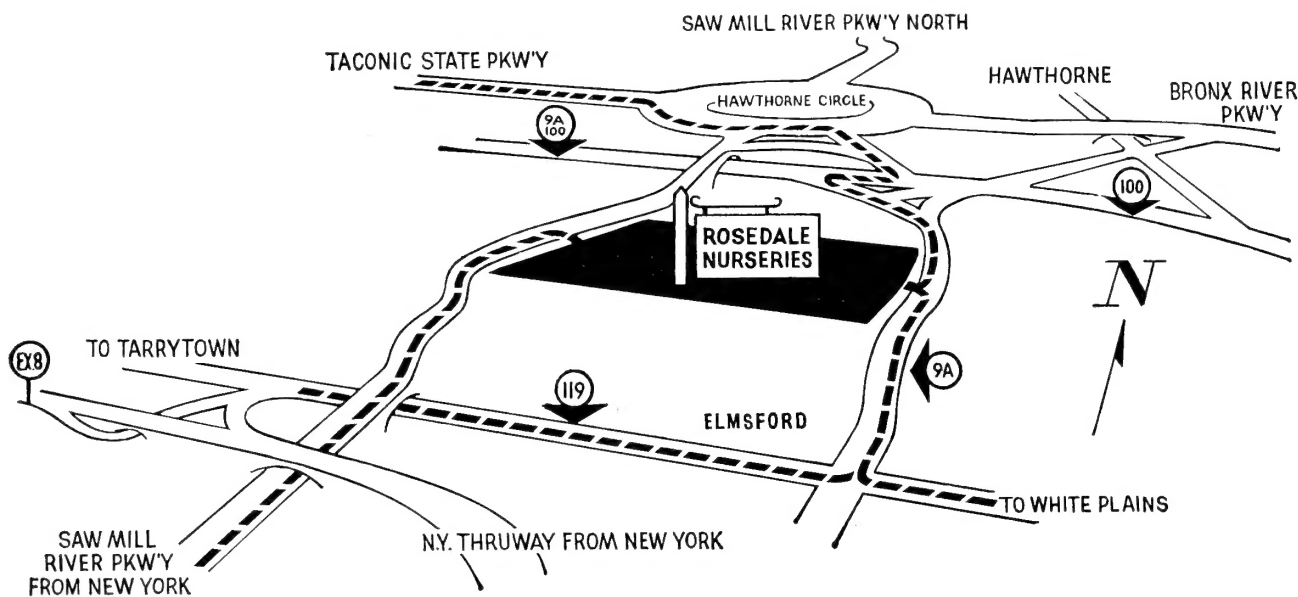 SAW MILL RIVER PKW'Y NORTH
TACONIC STATE PKW'Y
HAWTHORNE
HAWTHORNE CIRCLE
BRONX RIVER
PKW'Y
9A
100
100
ROSEDALE
NURSERIES
N
TO TARRYTOWN
EX.8
119
9A
ELMSFORD
TO WHITE PLAINS
SAW MILL
RIVER PKW'Y
FROM NEW YORK
N.Y. THRUWAY FROM NEW YORK